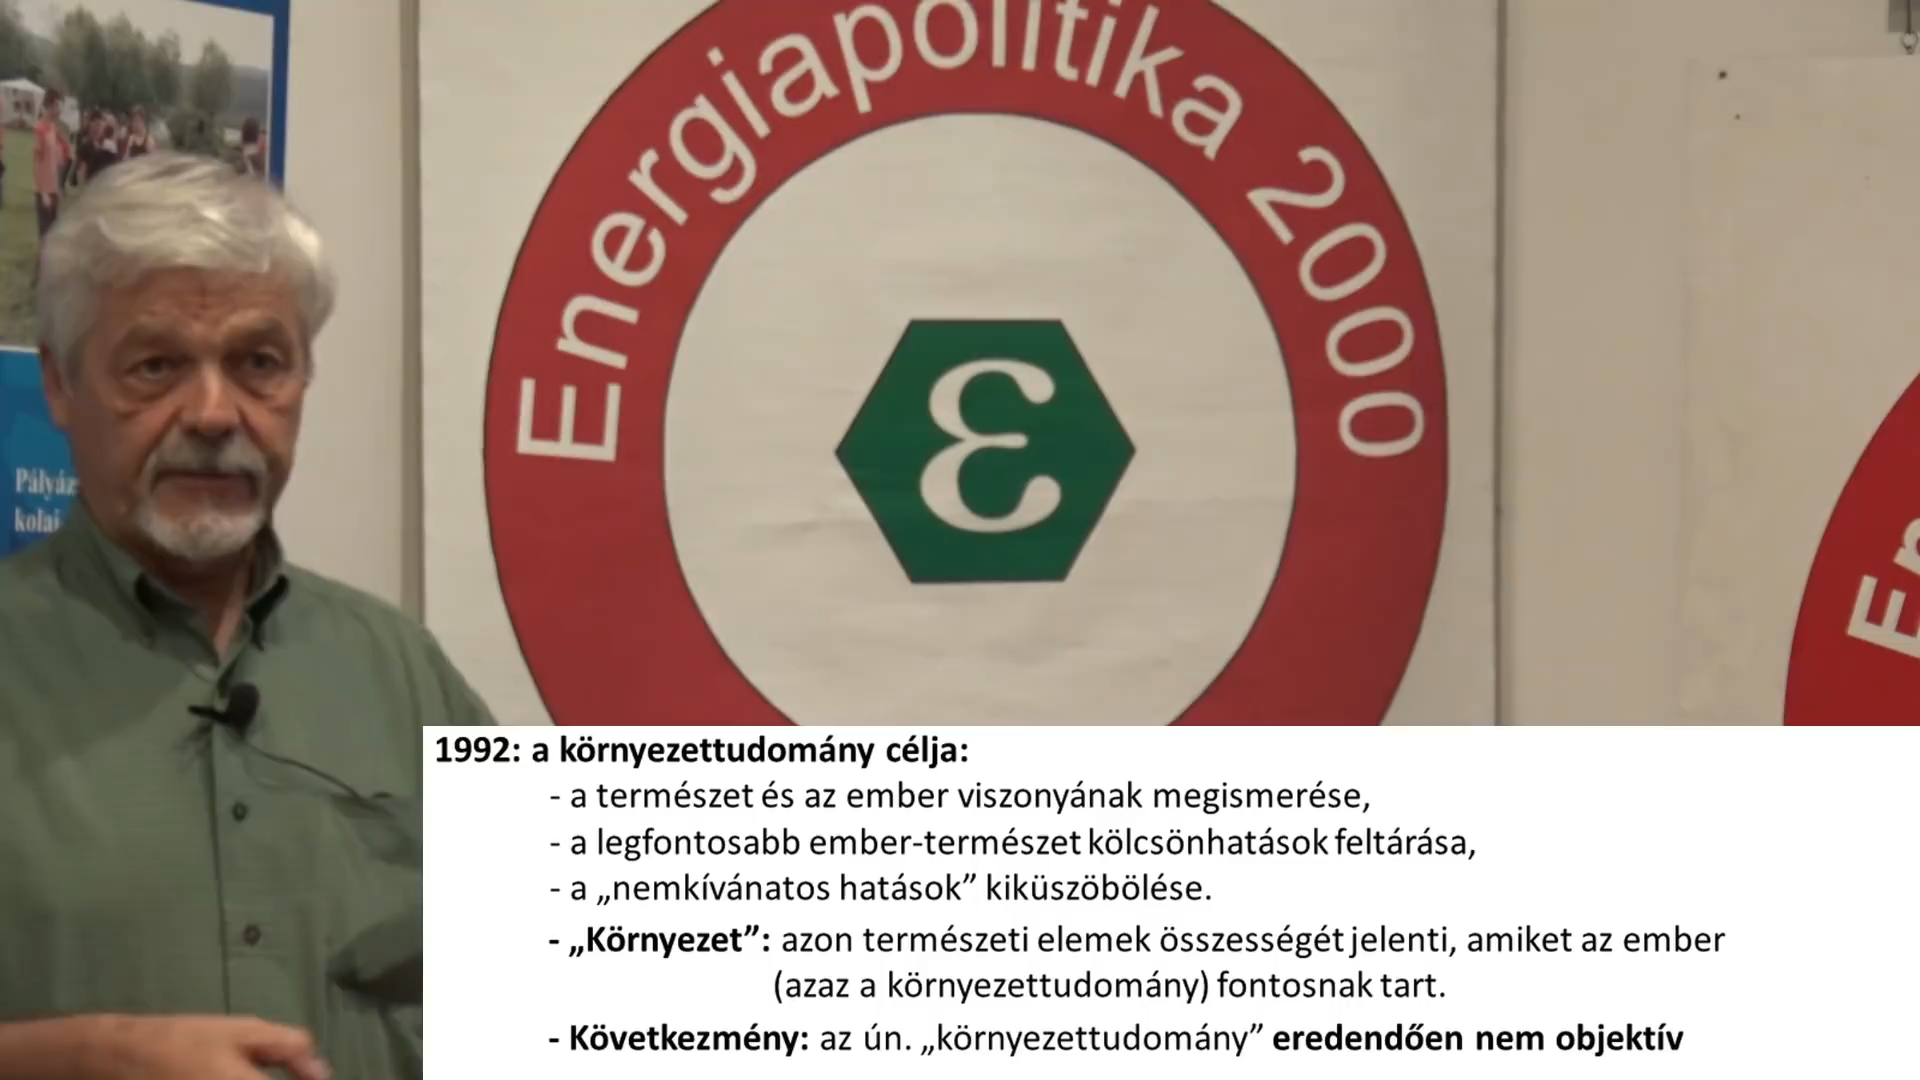 Energiapolitika 2000
ε
Pályáz
kolai
En
1992: a környezettudomány célja:
- a természet és az ember viszonyának megismerése,
- a legfontosabb ember-természet kölcsönhatások feltárása,
- a „nemkívánatos hatások” kiküszöbölése.
- „Környezet”: azon természeti elemek összességét jelenti, amiket az ember
(azaz a környezettudomány) fontosnak tart.
- Következmény: az ún. „környezettudomány” eredendően nem objektív